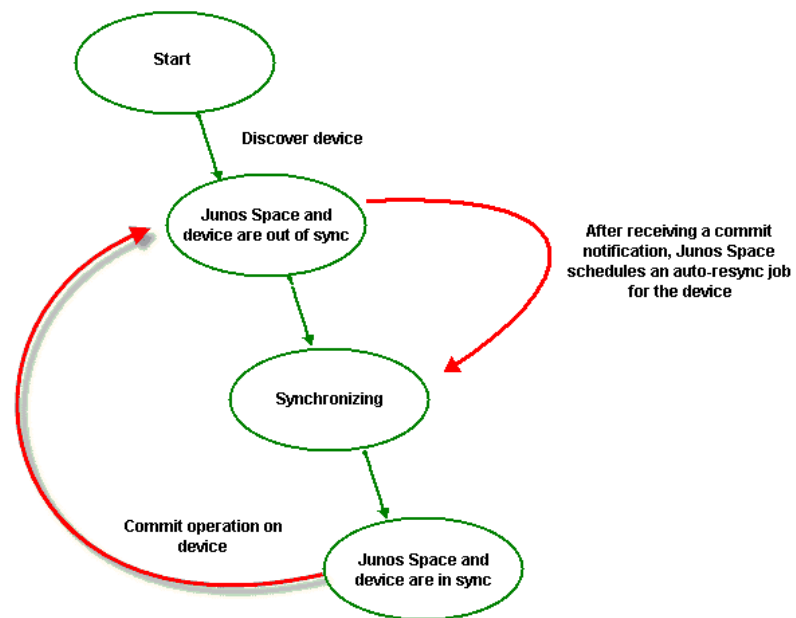 Start
Discover device
Junos Space and
device are out of sync
After receiving a commit
notification, Junos Space
schedules an auto-resync job
for the device
Synchronizing
Commit operation on
device
Junos Space and
device are in sync